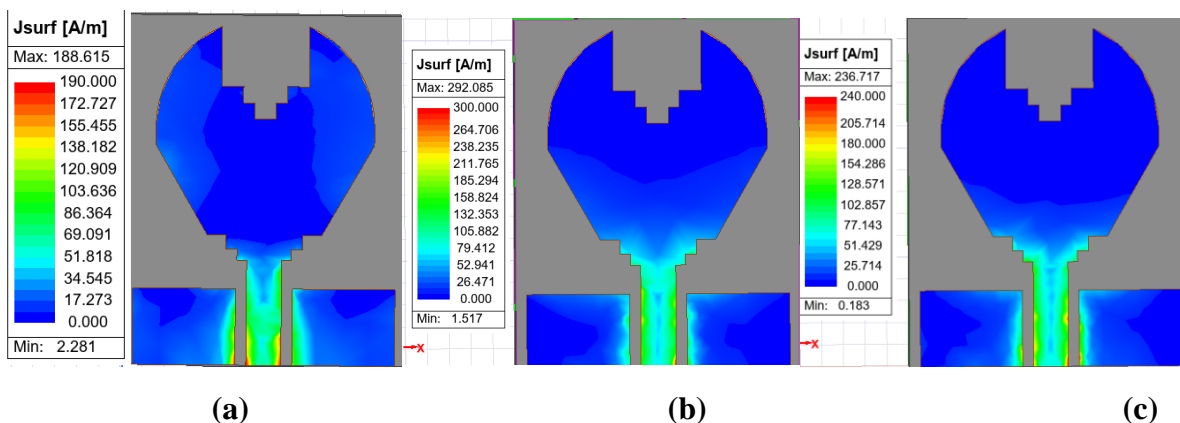 Jsurf [A/m]
Max: 188.615
190.000
172.727
155.455
138.182
120.909
103.636
86.364
69.091
51.818
34.545
17.273
0.000
Min: 2.281
X
Jsurf [A/m]
Max: 292.085
300.000
264.706
238.235
211.765
185.294
158.824
132.353
105.882
79.412
52.941
26.471
0.000
Min: 1.517
X
Jsurf [A/m]
Max: 236.717
240.000
205.714
180.000
154.286
128.571
102.857
77.143
51.429
25.714
0.000
Min: 0.183
(a)
(b)
(c)